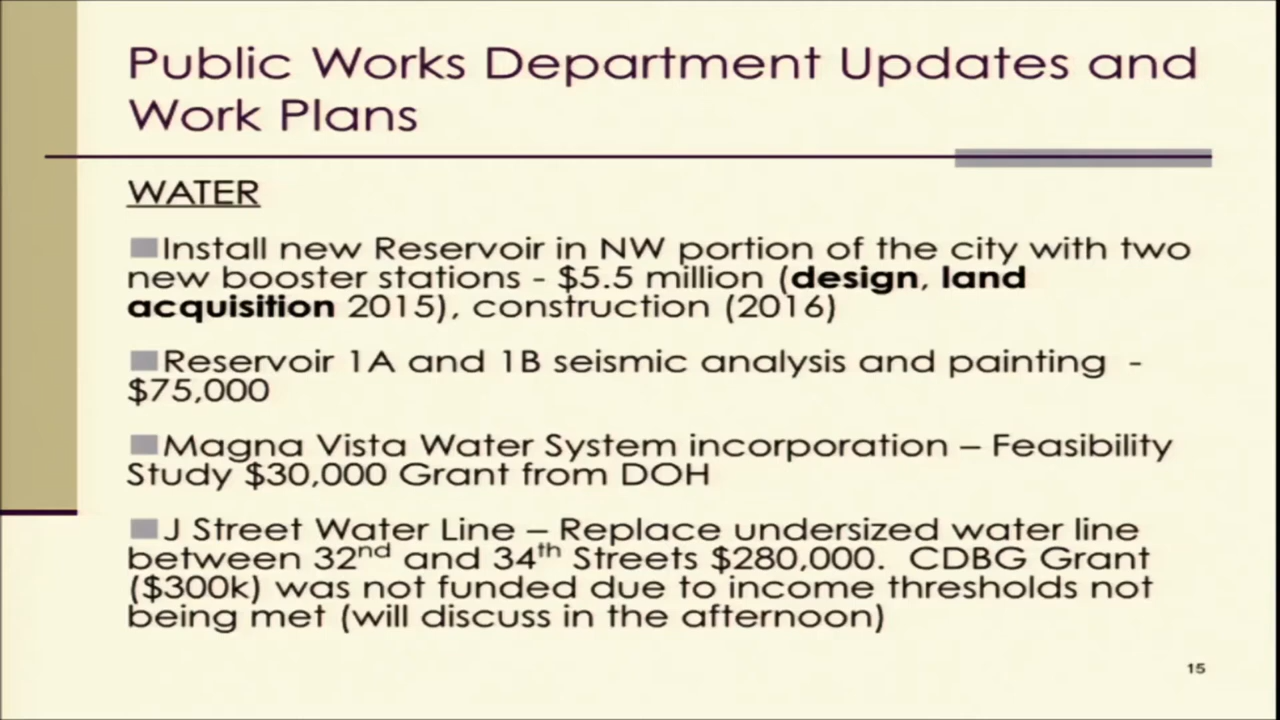 Public Works Department Updates and
Work Plans
WATER
Install new Reservoir in NW portion of the city with two
new booster stations - $5.5 million (design, land
acquisition 2015), construction (2016)
Reservoir 1A and 1B seismic analysis and painting  -
$75,000
Magna Vista Water System incorporation – Feasibility
Study $30,000 Grant from DOH
J Street Water Line – Replace undersized water line
between 32nd and 34th Streets $280,000.  CDBG Grant
($300k) was not funded due to income thresholds not
being met (will discuss in the afternoon)
15